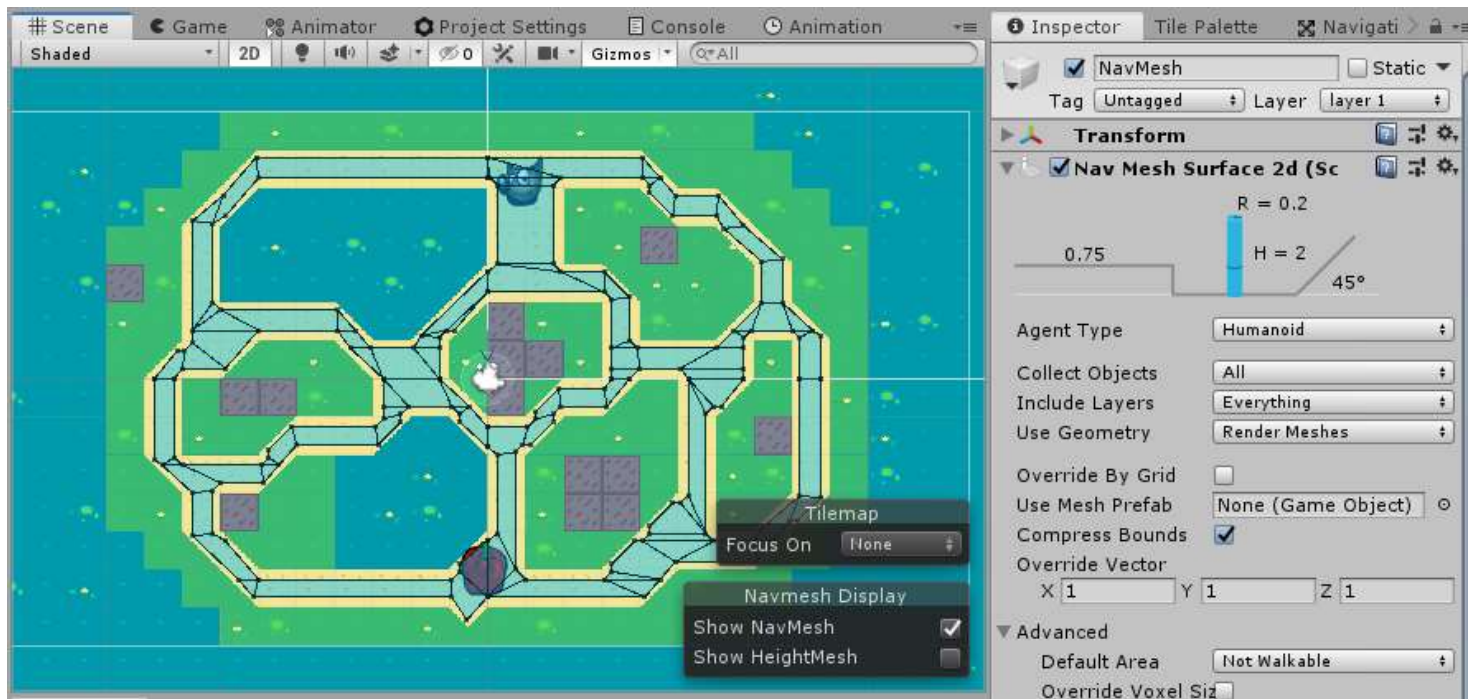 Scene Game Animator Project Settings Console Animation
Shaded 2D 0 Gizmos All
Tilemap
Focus On None
Navmesh Display
Show NavMesh
Show HeightMesh
Inspector Tile Palette Navigati
NavMesh Static
Tag Untagged Layer layer 1
Transform
Nav Mesh Surface 2d (Sc
R = 0.2
0.75 H = 2
45°
Agent Type Humanoid
Collect Objects All
Include Layers Everything
Use Geometry Render Meshes
Override By Grid
Use Mesh Prefab None (Game Object)
Compress Bounds
Override Vector
X 1 Y 1 Z 1
Advanced
Default Area Not Walkable
Override Voxel Siz